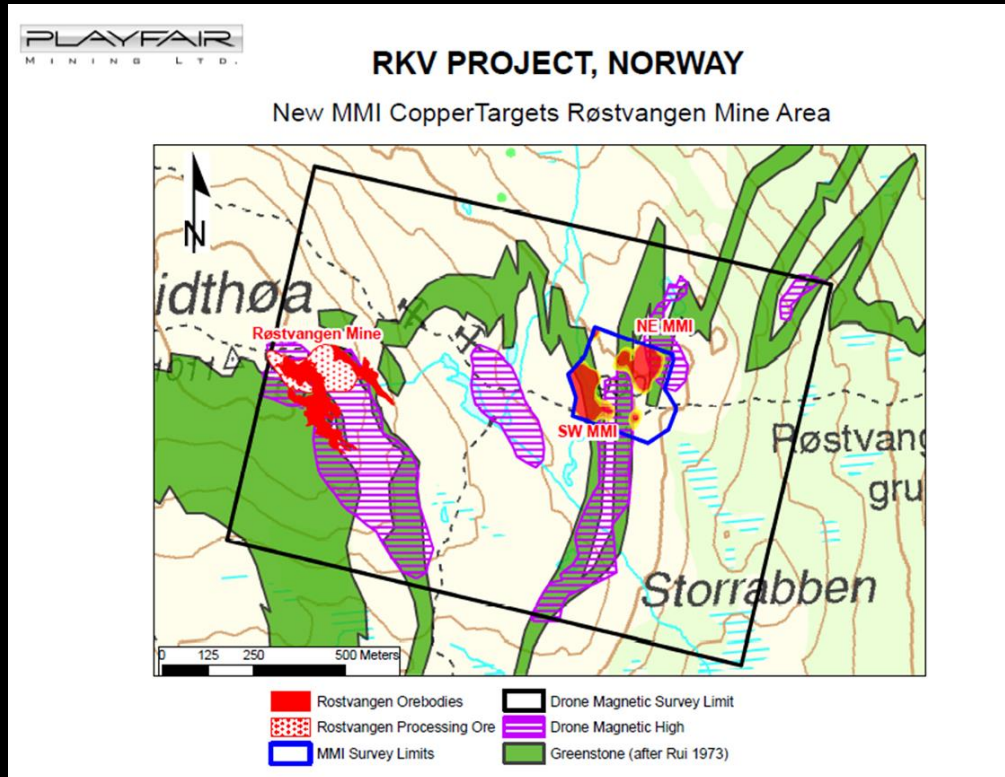 PLAYFAIR
MINING LTD.
RKV PROJECT, NORWAY
New MMI CopperTargets Røstvangen Mine Area
N
idthøa
Røstvangen Mine
NE MMI
SW MMI
Røstvang
gru
Storrabben
0 125 250 500 Meters
Rostvangen Orebodies
Drone Magnetic Survey Limit
Rostvangen Processing Ore
Drone Magnetic High
MMI Survey Limits
Greenstone (after Rui 1973)